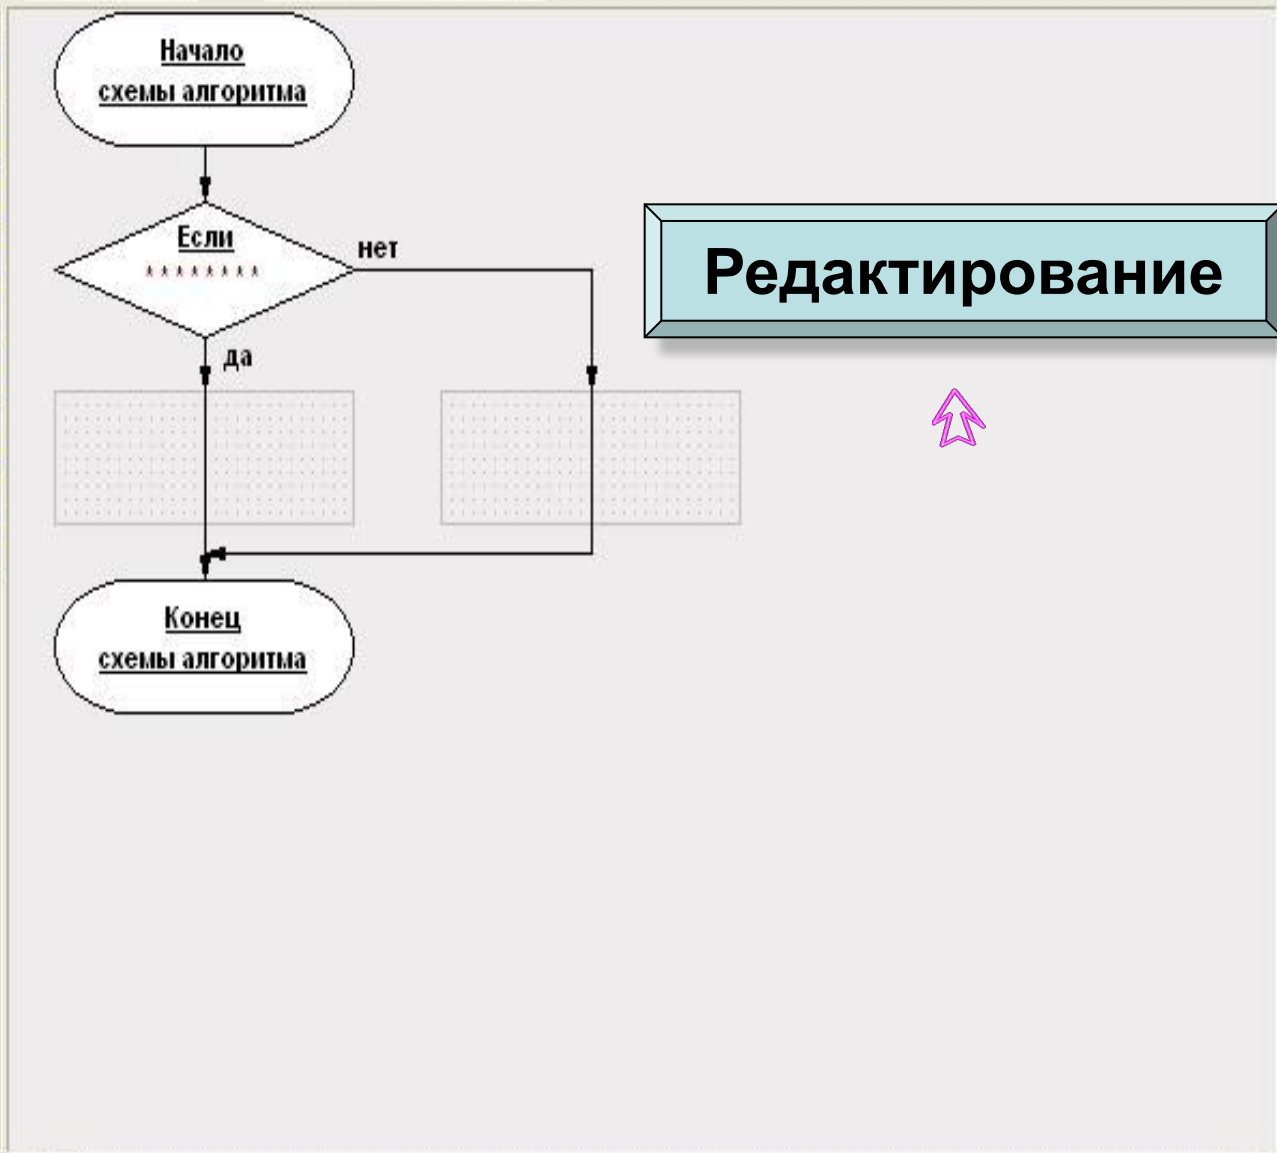 Начало
схемы алгоритма
Если
* * * * * * * *
нет
Редактирование
да
Конец
схемы алгоритма